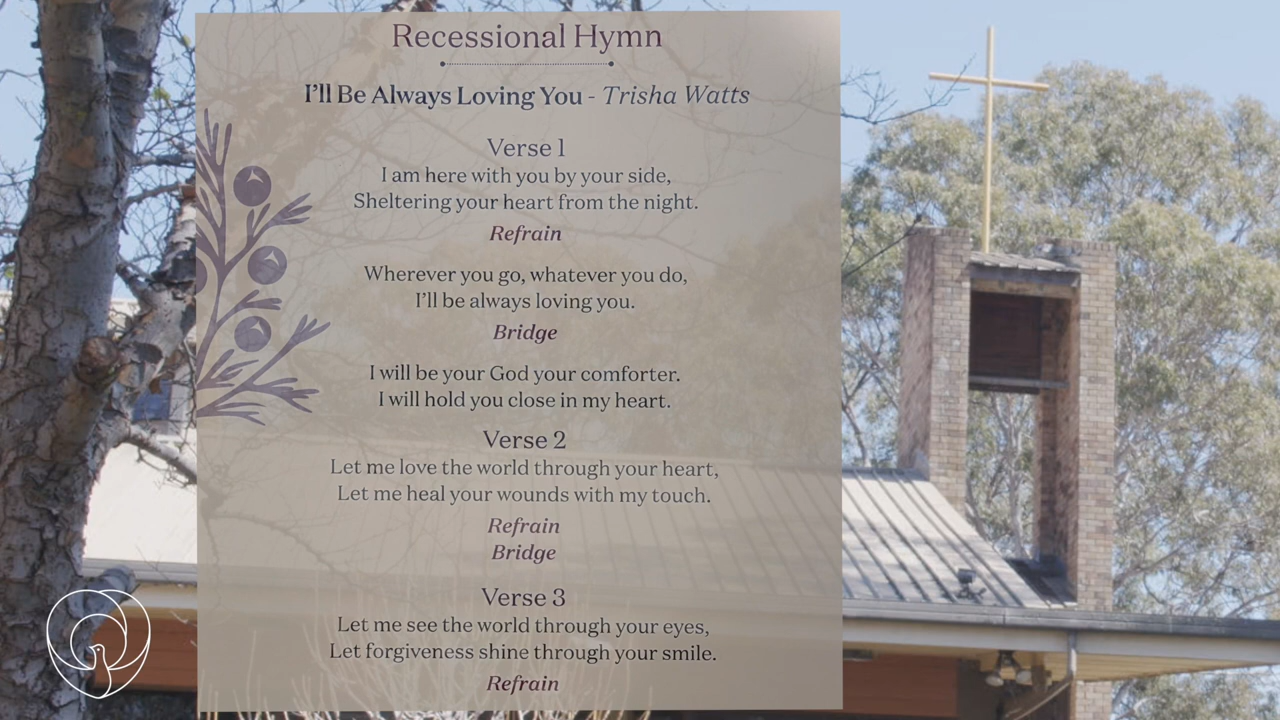 Recessional Hymn
I'll Be Always Loving You - Trisha Watts
Verse 1
I am here with you by your side,
Sheltering your heart from the night.
Refrain
Wherever you go, whatever you do,
I'll be always loving you.
Bridge
I will be your God your comforter.
I will hold you close in my heart.
Verse 2
Let me love the world through your heart,
Let me heal your wounds with my touch.
Refrain
Bridge
Verse 3
Let me see the world through your eyes,
Let forgiveness shine through your smile.
Refrain